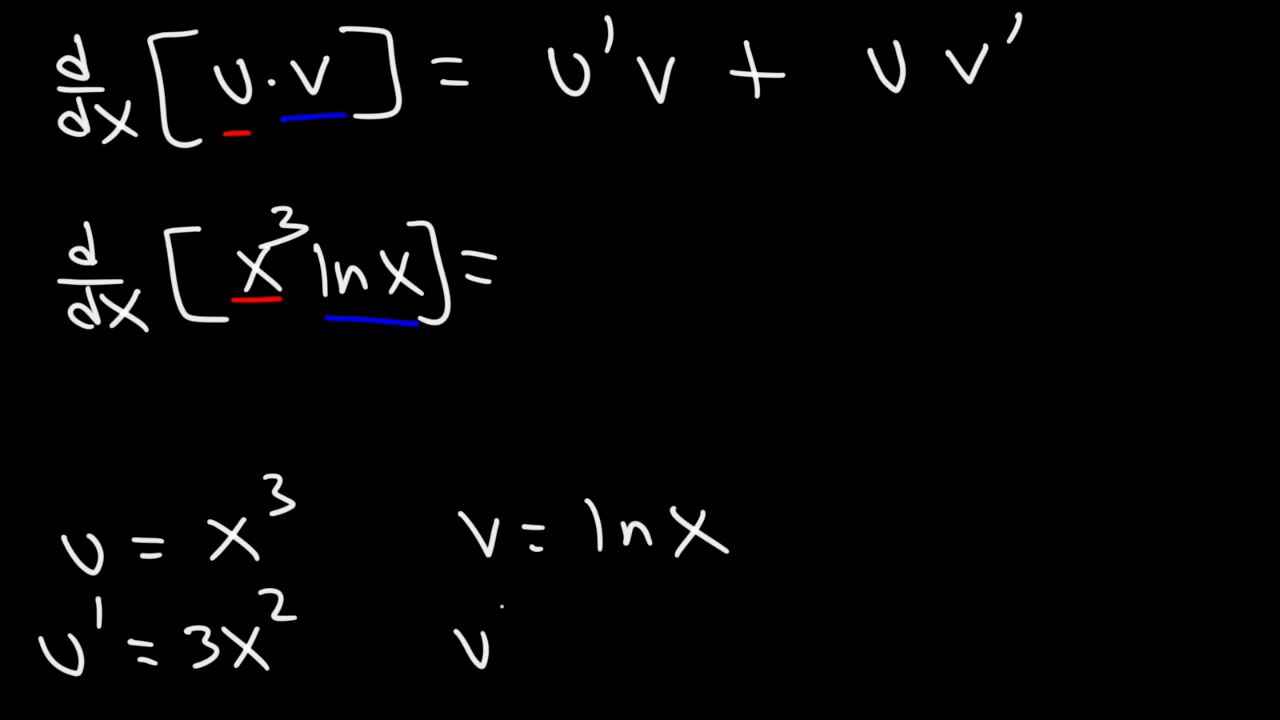 d/dx [u·v] = u'v + uv'
d/dx [x³ ln x] =
u = x³ v = ln x
u' = 3x² v